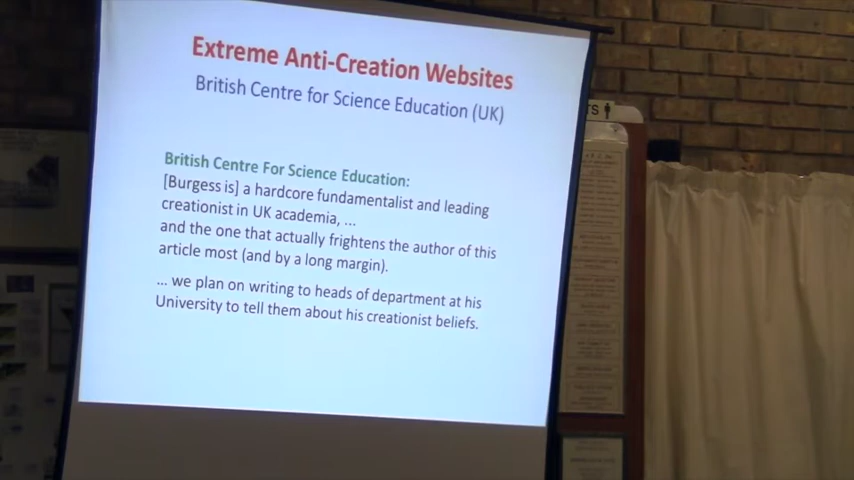 Extreme Anti-Creation Websites
British Centre for Science Education (UK)
British Centre For Science Education:
[Burgess is] a hardcore fundamentalist and leading
creationist in UK academia, ...
and the one that actually frightens the author of this
article most (and by a long margin).
... we plan on writing to heads of department at his
University to tell them about his creationist beliefs.